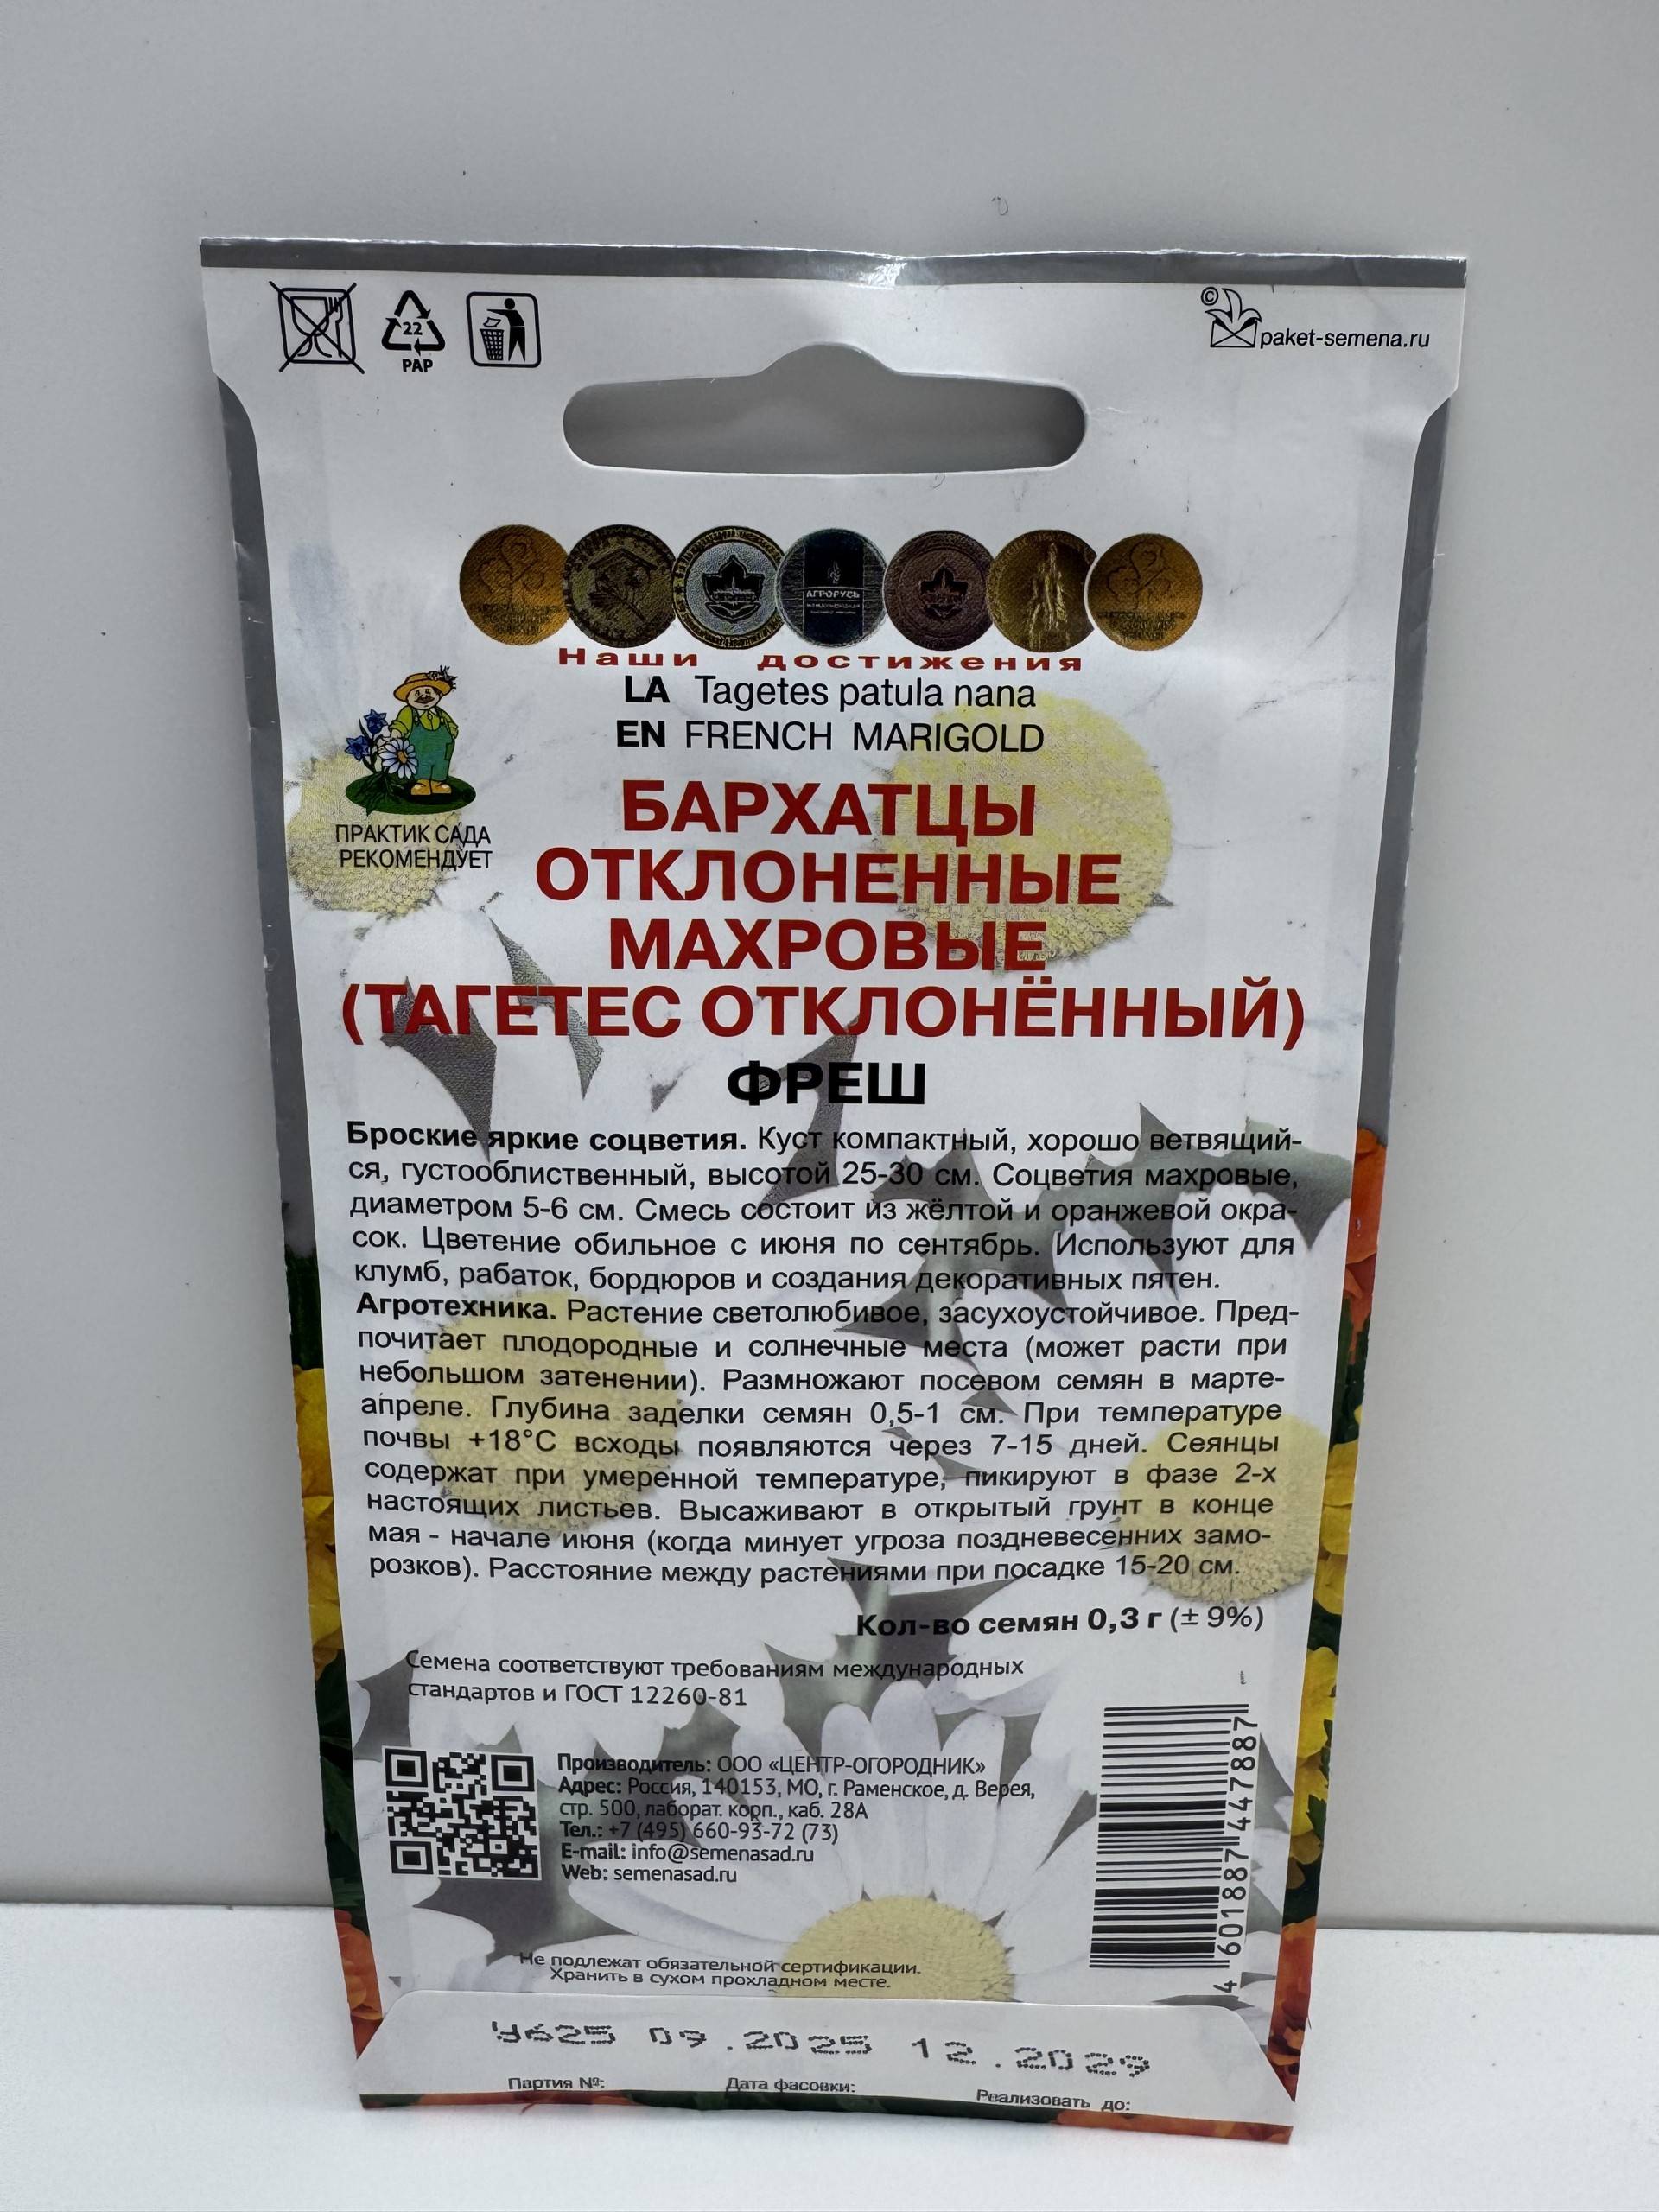 22
PAP
© paket-semena.ru
АГРОРУСЬ
Наши достижения
LA Tagetes patula nana
EN FRENCH MARIGOLD
ПРАКТИК САДА
РЕКОМЕНДУЕТ
БАРХАТЦЫ
ОТКЛОНЕННЫЕ
МАХРОВЫЕ
(ТАГЕТЕС ОТКЛОНЁННЫЙ)
ФРЕШ
Броские яркие соцветия. Куст компактный, хорошо ветвящий-
ся, густооблиственный, высотой 25-30 см. Соцветия махровые,
диаметром 5-6 см. Смесь состоит из жёлтой и оранжевой окра-
сок. Цветение обильное с июня по сентябрь. Используют для
клумб, рабаток, бордюров и создания декоративных пятен.
Агротехника. Растение светолюбивое, засухоустойчивое. Пред-
почитает плодородные и солнечные места (может расти при
небольшом затенении). Размножают посевом семян в марте-
апреле. Глубина заделки семян 0,5-1 см. При температуре
почвы +18°С всходы появляются через 7-15 дней. Сеянцы
содержат при умеренной температуре, пикируют в фазе 2-х
настоящих листьев. Высаживают в открытый грунт в конце
мая - начале июня (когда минует угроза поздневесенних замо-
розков). Расстояние между растениями при посадке 15-20 см.
Кол-во семян 0,3 г (± 9%)
Семена соответствуют требованиям международных
стандартов и ГОСТ 12260-81
Производитель: ООО «ЦЕНТР-ОГОРОДНИК»
Адрес: Россия, 140153, МО, г. Раменское, д. Верея,
стр. 500, лаборат. корп., каб. 28А
Тел.: +7 (495) 660-93-72 (73)
E-mail: info@semenasad.ru
Web: semenasad.ru
4 601887 447887
Не подлежат обязательной сертификации.
Хранить в сухом прохладном месте.
У625 09.2025 12.2029
Партия №: Дата фасовки: Реализовать до: